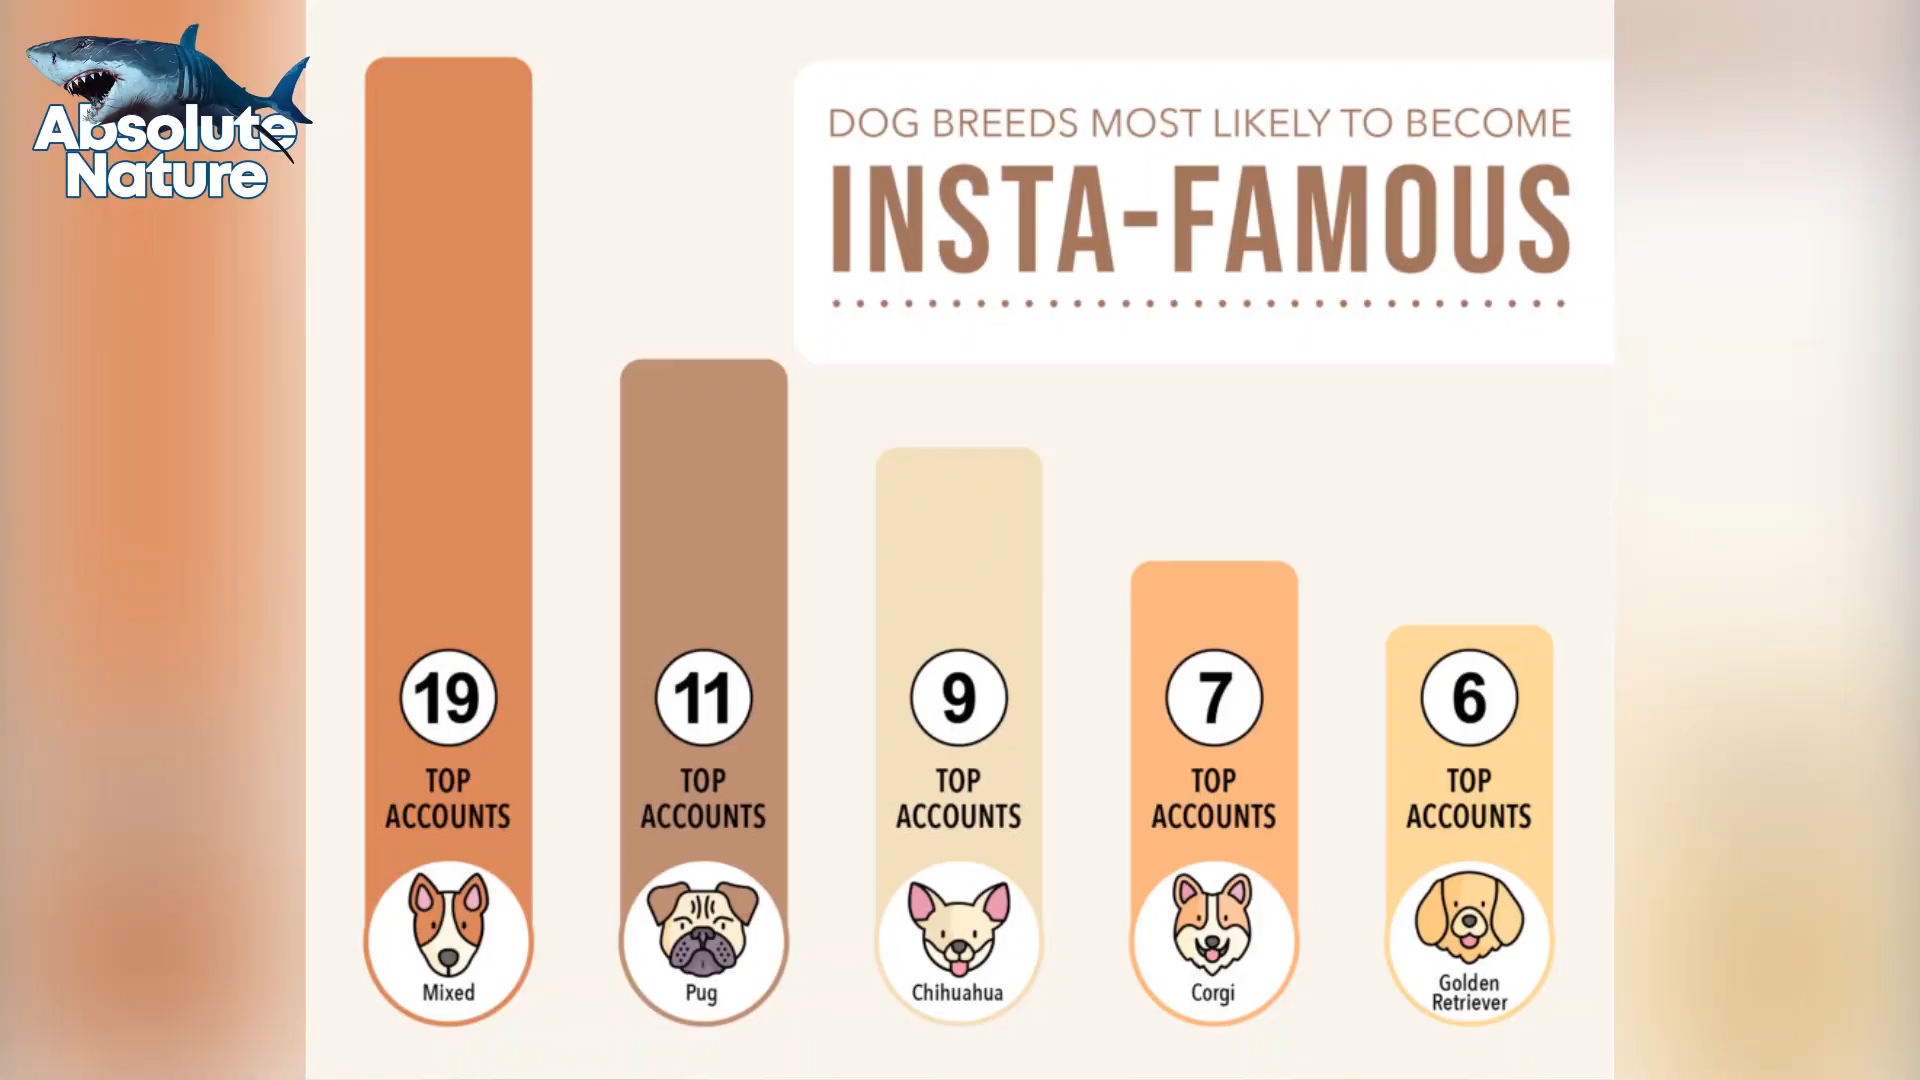 Absolute
Nature
DOG BREEDS MOST LIKELY TO BECOME
INSTA-FAMOUS
19
TOP
ACCOUNTS
Mixed
11
TOP
ACCOUNTS
Pug
9
TOP
ACCOUNTS
Chihuahua
7
TOP
ACCOUNTS
Corgi
6
TOP
ACCOUNTS
Golden
Retriever